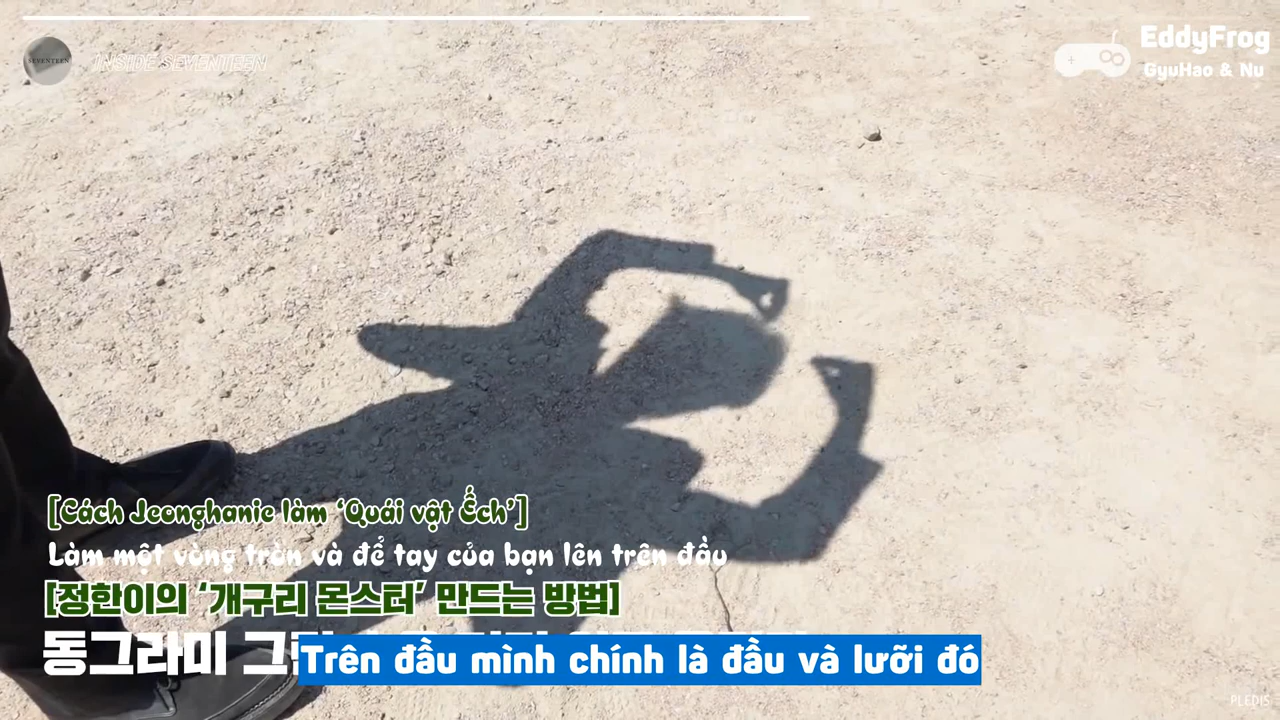 SEVENTEEN
INSIDE SEVENTEEN
EddyFrog
GyuHao & Nu
[Cách Jeonghanie làm ‘Quái vật Ếch’]
Làm một vòng tròn và để tay của bạn lên trên đầu
[정한이의 ‘개구리 몬스터’ 만드는 방법]
동그라미
Trên đầu mình chính là đầu và lưỡi đó
PLEDIS